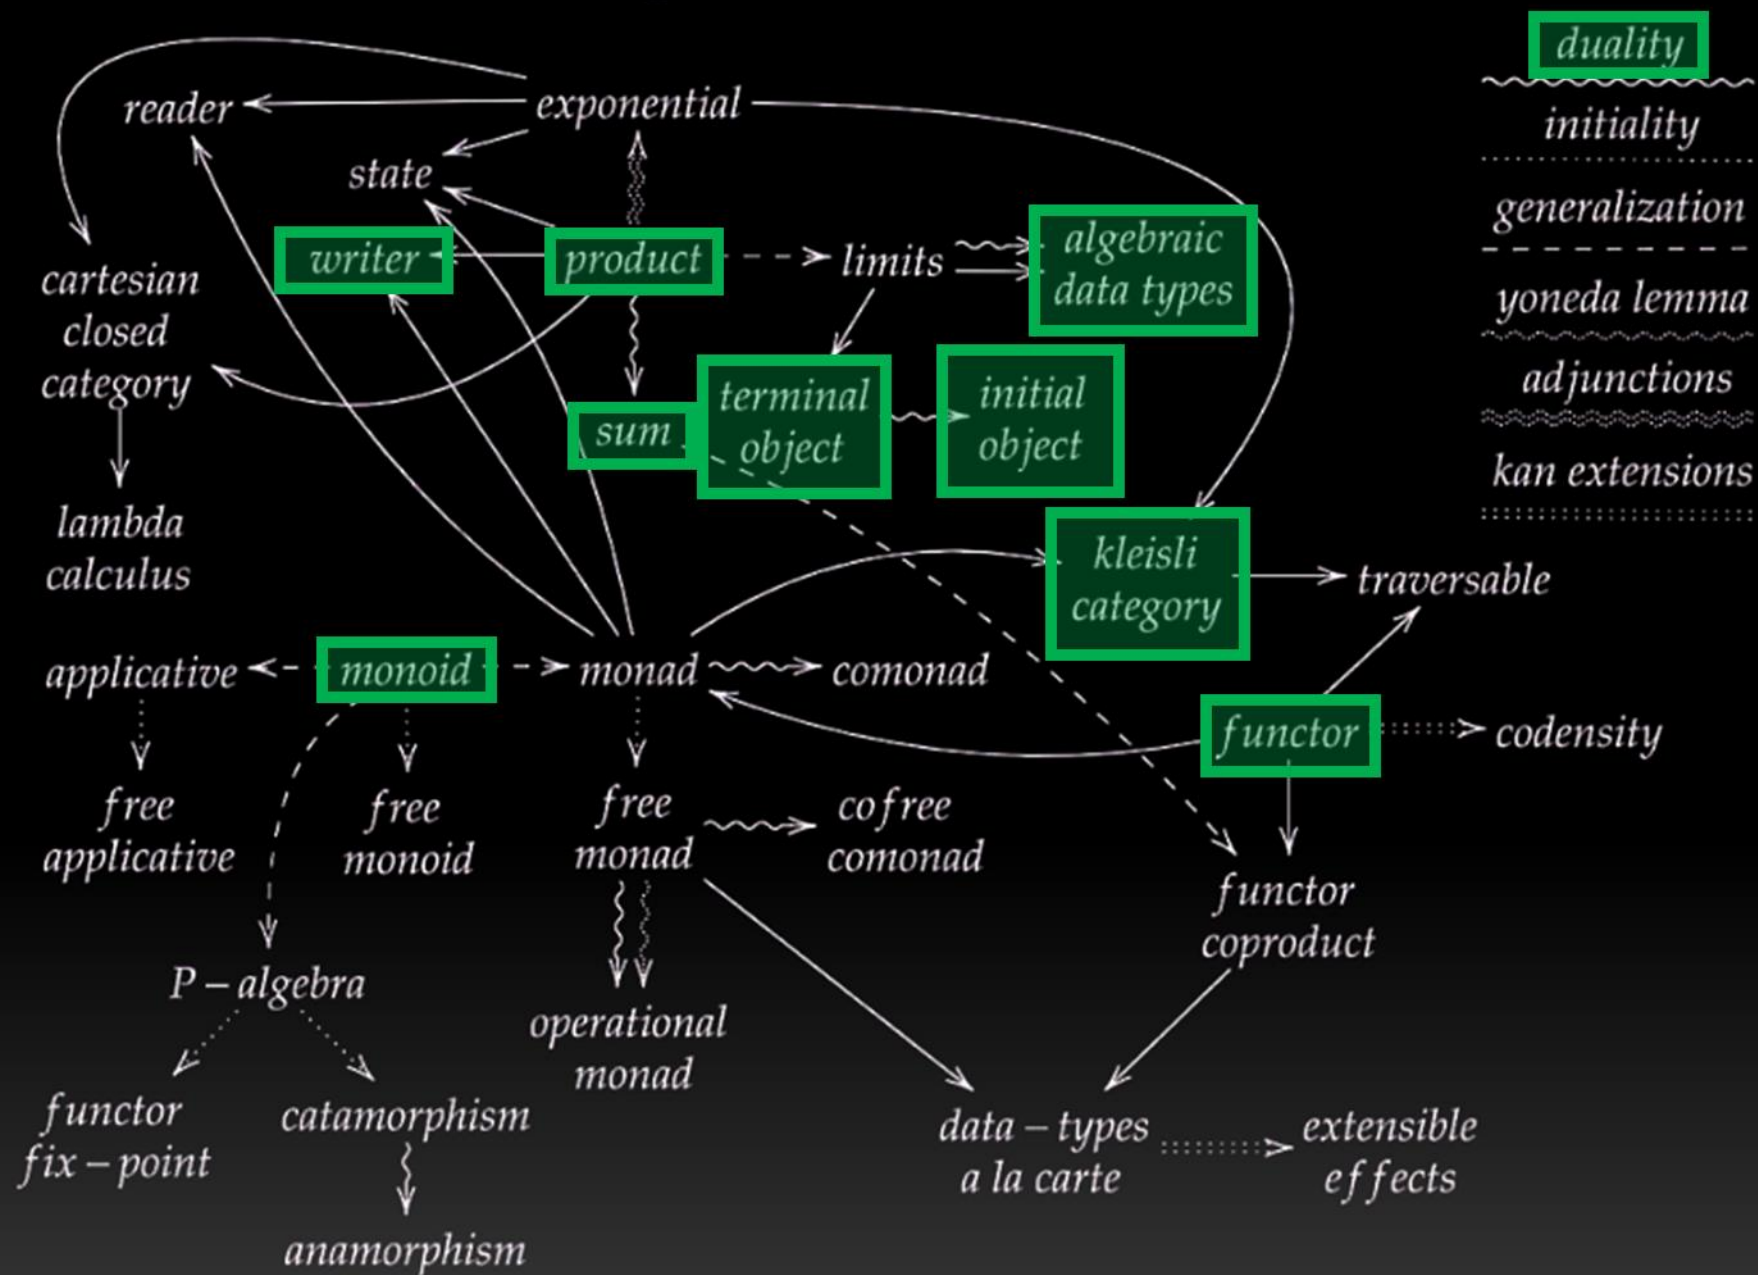 duality
reader
exponential
initiality
state
generalization
writer
product
limits
algebraic
data types
cartesian
closed
category
yoneda lemma
terminal
object
initial
object
adjunctions
sum
kan extensions
lambda
calculus
kleisli
category
traversable
applicative
monoid
monad
comonad
functor
codensity
free
applicative
free
monoid
free
monad
cofree
comonad
functor
coproduct
P – algebra
operational
monad
functor
fix – point
catamorphism
data – types
a la carte
extensible
effects
anamorphism